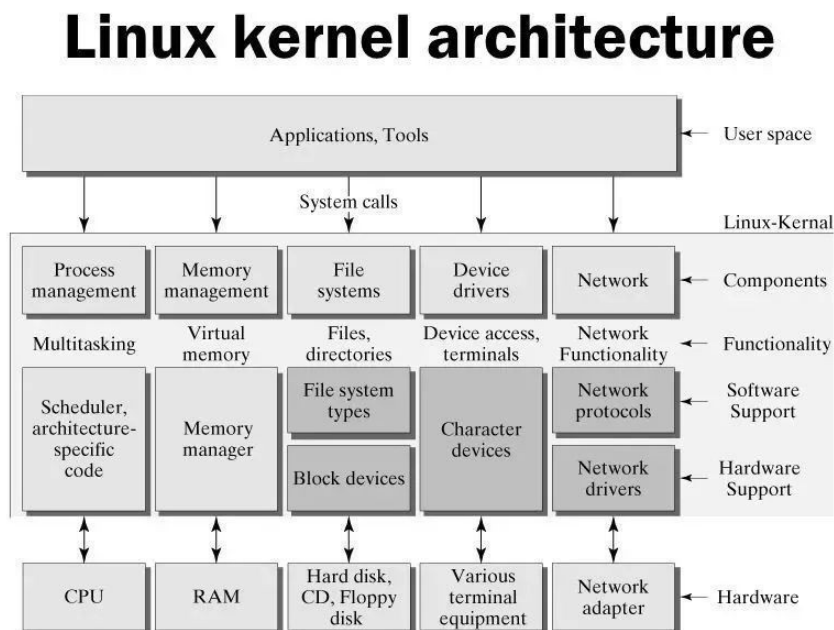 Linux kernel architecture
Applications, Tools
User space
System calls
Linux-Kernel
Process
management
Memory
management
File
systems
Device
drivers
Network
Components
Multitasking
Virtual
memory
Files,
directories
Device access,
terminals
Network
Functionality
Functionality
Scheduler,
architecture-
specific
code
Memory
manager
File system
types
Block devices
Character
devices
Network
protocols
Network
drivers
Software
Support
Hardware
Support
CPU
RAM
Hard disk,
CD, Floppy
disk
Various
terminal
equipment
Network
adapter
Hardware